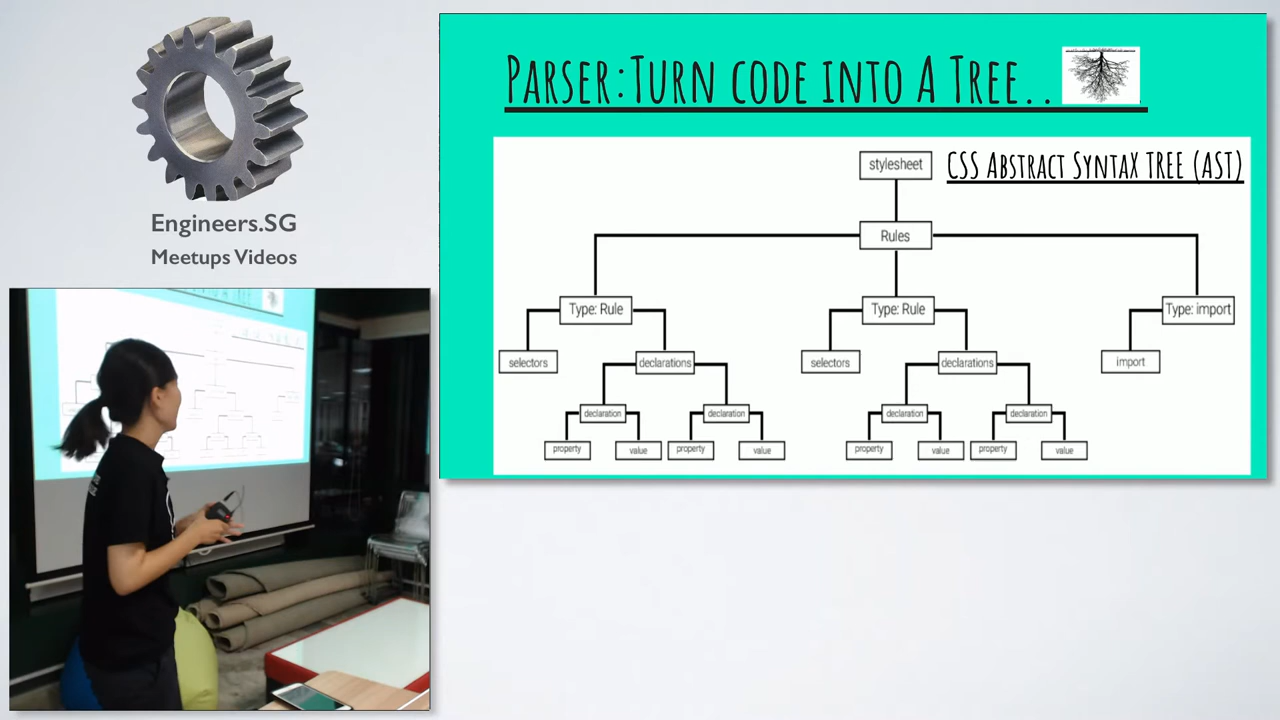 Engineers.SG
Meetups Videos
PARSER:TURN CODE INTO A TREE..
CSS ABSTRACT SYNTAX TREE (AST)
stylesheet
Rules
Type: Rule
Type: Rule
Type: import
selectors
declarations
selectors
declarations
import
declaration
declaration
declaration
declaration
property
value
property
value
property
value
property
value